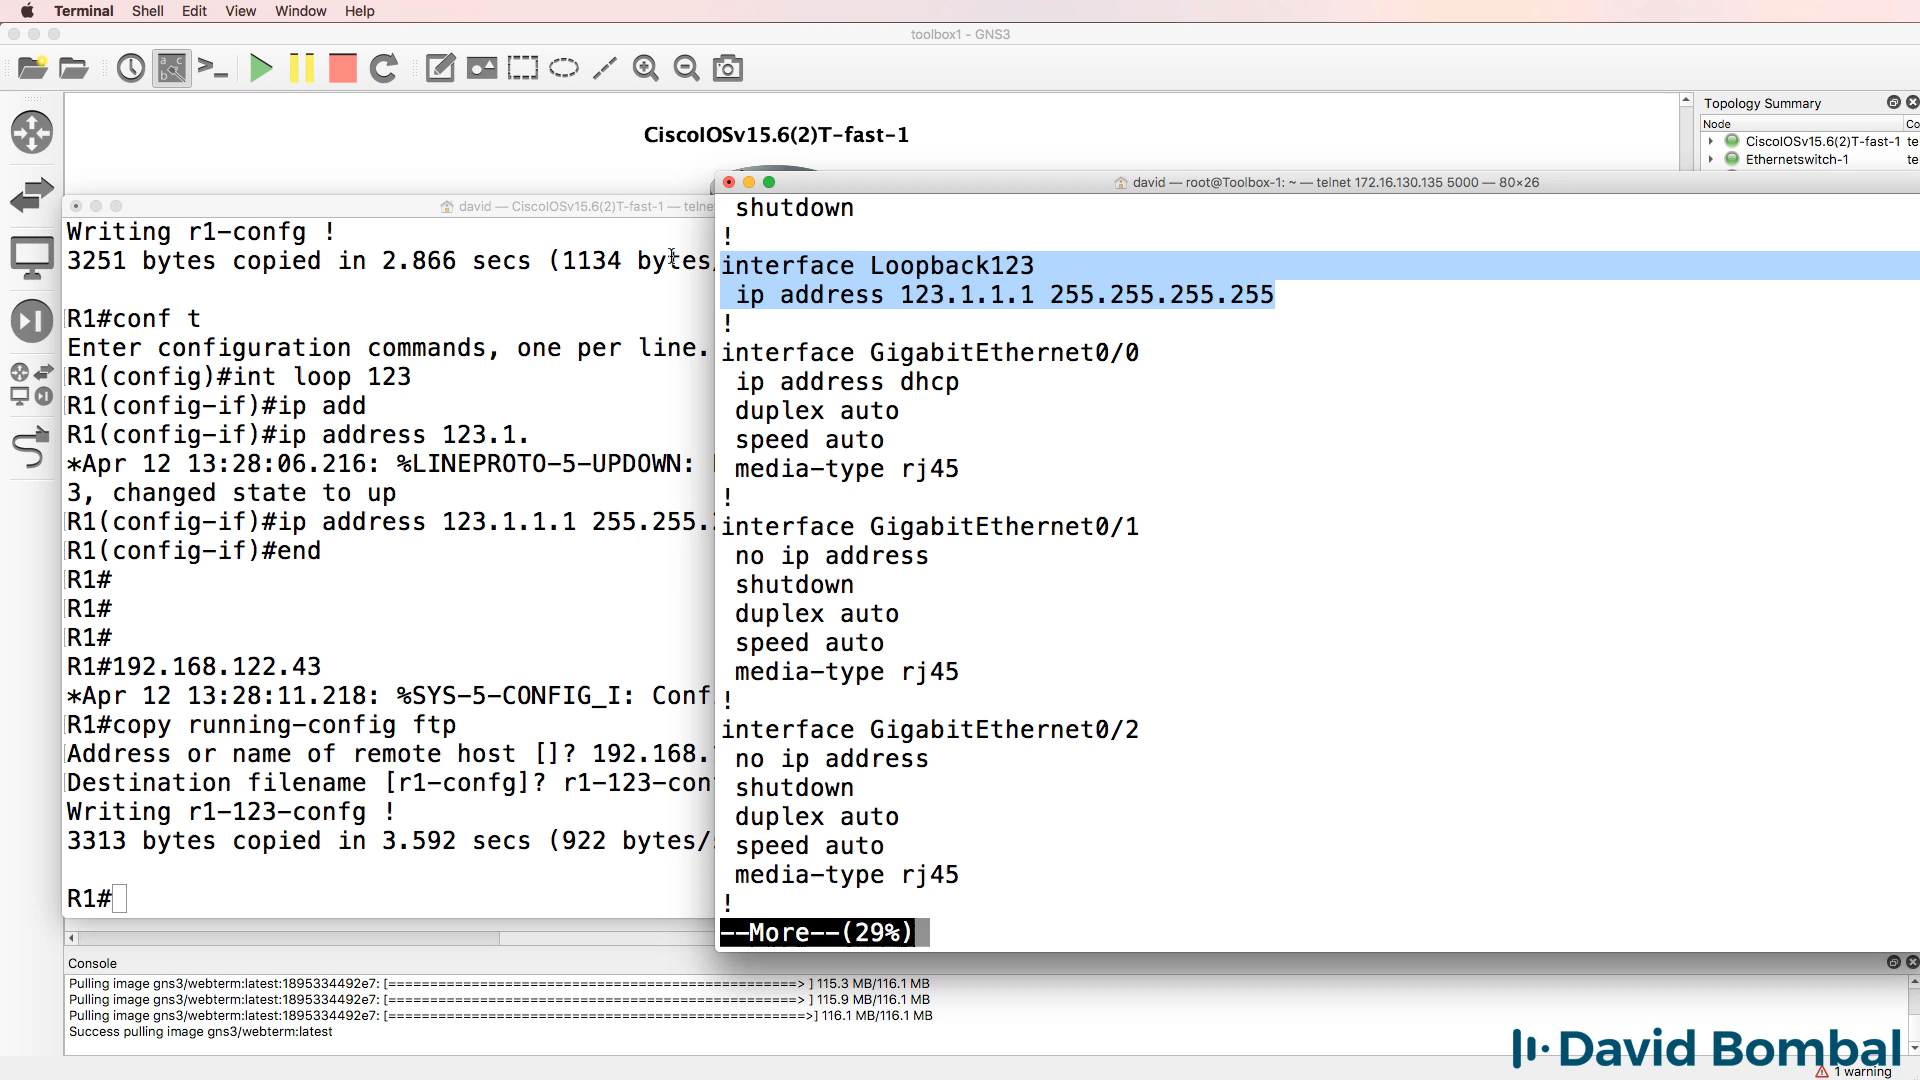 Terminal Shell Edit View Window Help
toolbox1 - GNS3
CiscoIOSv15.6(2)T-fast-1
Topology Summary
Node
Co
CiscoIOSv15.6(2)T-fast-1 te
Ethernetswitch-1 te
david — CiscoIOSv15.6(2)T-fast-1 — telne
Writing r1-confg !
3251 bytes copied in 2.866 secs (1134 bytes/
R1#conf t
Enter configuration commands, one per line.
R1(config)#int loop 123
R1(config-if)#ip add
R1(config-if)#ip address 123.1.
*Apr 12 13:28:06.216: %LINEPROTO-5-UPDOWN:
3, changed state to up
R1(config-if)#ip address 123.1.1.1 255.255.
R1(config-if)#end
R1#
R1#
R1#
R1#192.168.122.43
*Apr 12 13:28:11.218: %SYS-5-CONFIG_I: Conf
R1#copy running-config ftp
Address or name of remote host []? 192.168.
Destination filename [r1-confg]? r1-123-con
Writing r1-123-confg !
3313 bytes copied in 3.592 secs (922 bytes/
R1#
david — root@Toolbox-1: ~ — telnet 172.16.130.135 5000 — 80×26
shutdown
!
interface Loopback123
ip address 123.1.1.1 255.255.255.255
!
interface GigabitEthernet0/0
ip address dhcp
duplex auto
speed auto
media-type rj45
!
interface GigabitEthernet0/1
no ip address
shutdown
duplex auto
speed auto
media-type rj45
!
interface GigabitEthernet0/2
no ip address
shutdown
duplex auto
speed auto
media-type rj45
!
--More--(29%)
Console
Pulling image gns3/webterm:latest:1895334492e7: [=================================================> ] 115.3 MB/116.1 MB
Pulling image gns3/webterm:latest:1895334492e7: [=================================================> ] 115.9 MB/116.1 MB
Pulling image gns3/webterm:latest:1895334492e7: [==================================================>] 116.1 MB/116.1 MB
Success pulling image gns3/webterm:latest
David Bombal
1 warning